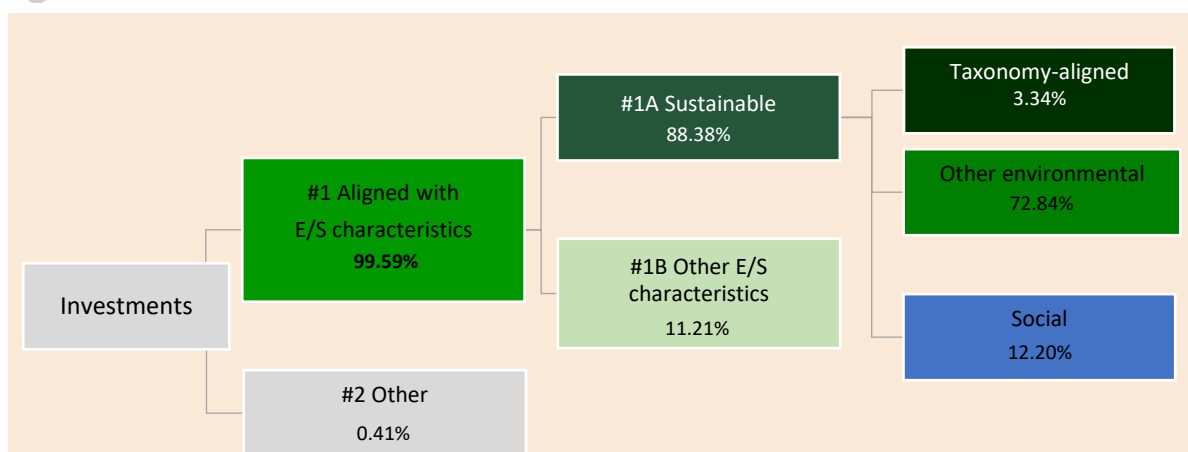 Investments
#1 Aligned with
E/S characteristics
99.59%
#2 Other
0.41%
#1A Sustainable
88.38%
#1B Other E/S
characteristics
11.21%
Taxonomy-aligned
3.34%
Other environmental
72.84%
Social
12.20%